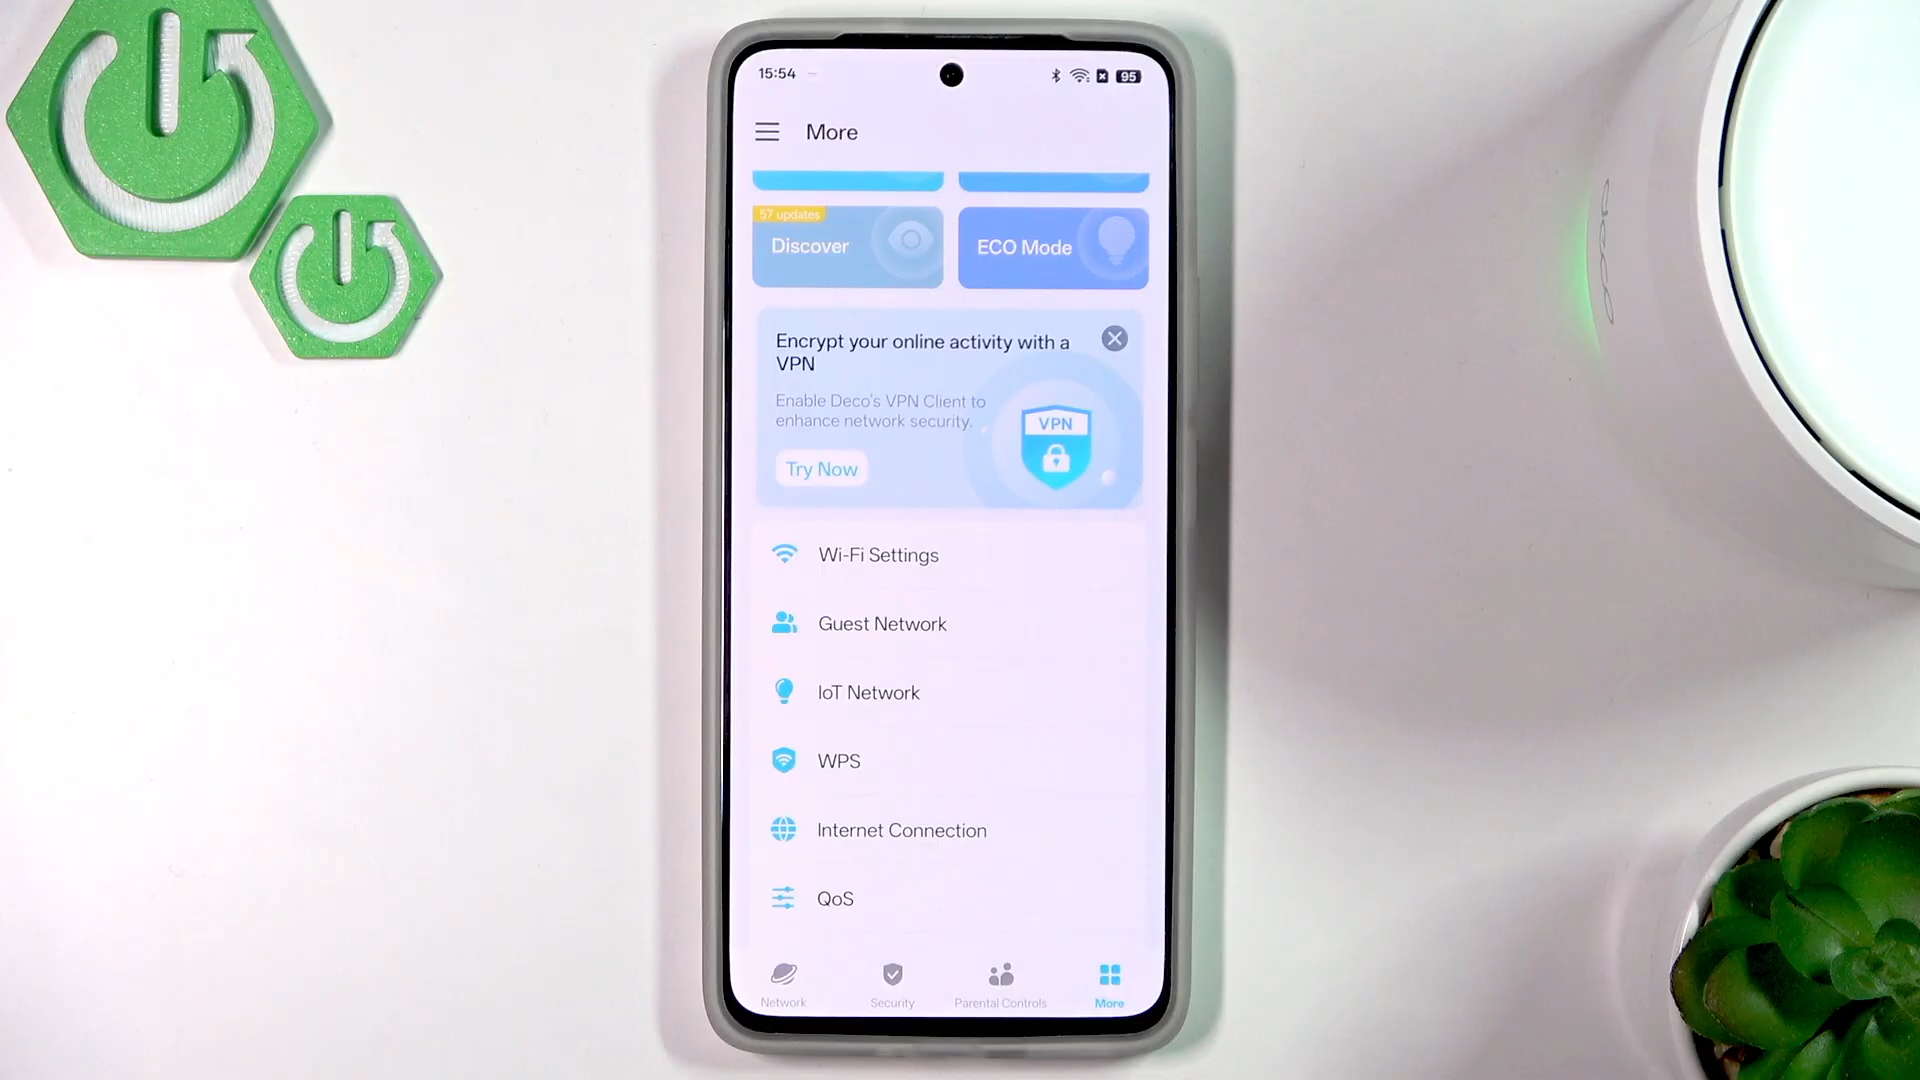 15:54
95
More
57 updates
Discover
ECO Mode
Encrypt your online activity with a
VPN
Enable Deco's VPN Client to
enhance network security.
VPN
Try Now
Wi-Fi Settings
Guest Network
IoT Network
WPS
Internet Connection
QoS
Network
Security
Parental Controls
More
deco